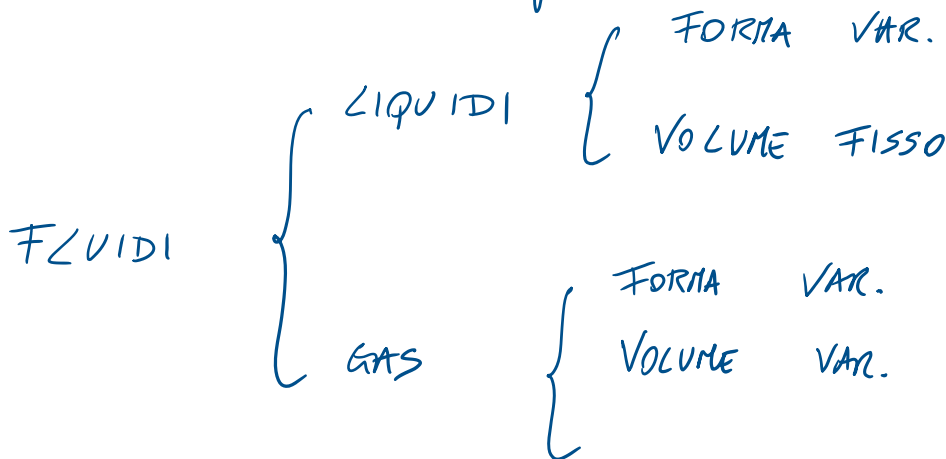 FORMA VAR.
LIQUIDI
VOLUME FISSO
FLUIDI
FORMA VAR.
GAS
VOLUME VAR.